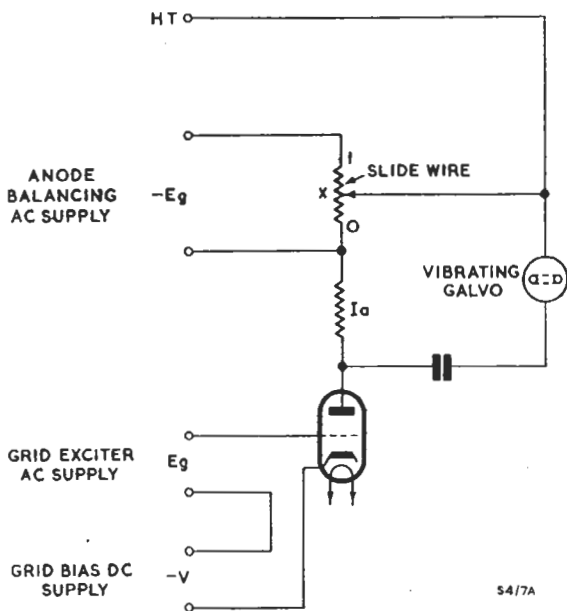 HT
1
SLIDE WIRE
X
ANODE
BALANCING
AC SUPPLY
-Eg
O
VIBRATING
GALVO
Ia
GRID EXCITER
AC SUPPLY
Eg
GRID BIAS DC
SUPPLY
-V
S4/7A